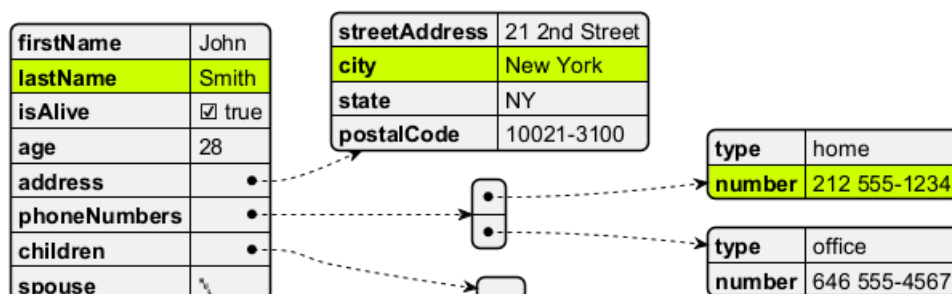 firstName John
lastName Smith
isAlive ☑ true
age 28
address
phoneNumbers
children
spouse
streetAddress 21 2nd Street
city New York
state NY
postalCode 10021-3100
type home
number 212 555-1234
type office
number 646 555-4567